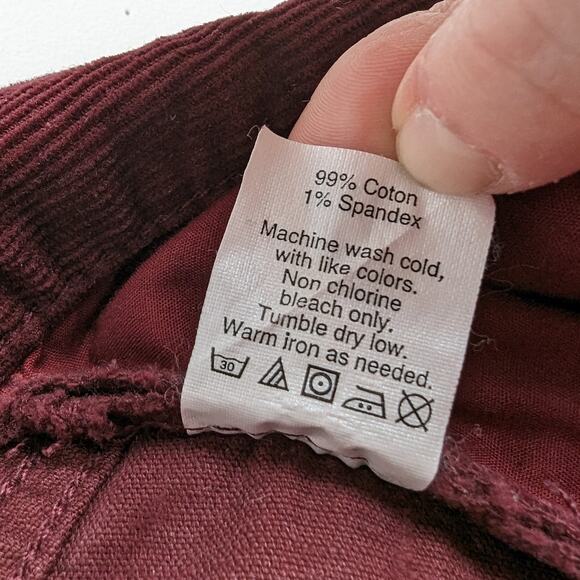 99% Coton
1% Spandex
Machine wash cold,
with like colors.
Non chlorine
bleach only.
Tumble dry low.
Warm iron as needed.
30